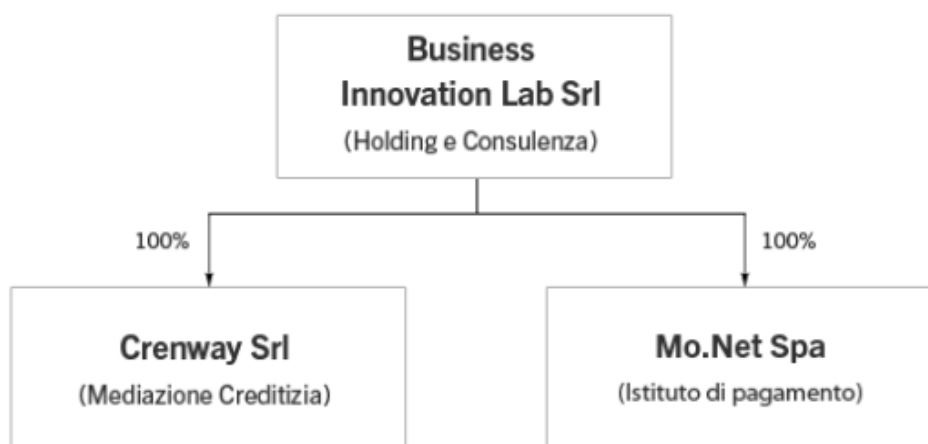 Business
Innovation Lab Srl
(Holding e Consulenza)
100%
100%
Crenway Srl
(Mediazione Creditizia)
Mo.Net Spa
(Istituto di pagamento)